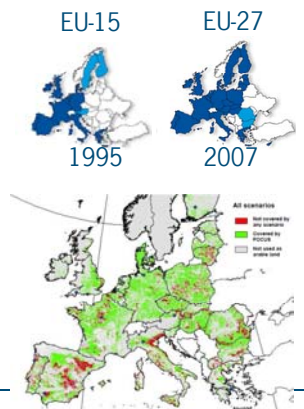 EU-15
EU-27
1995
2007
All scenarios
Not covered by
any scenario
Covered by
FOCUS
Not used as
arable land